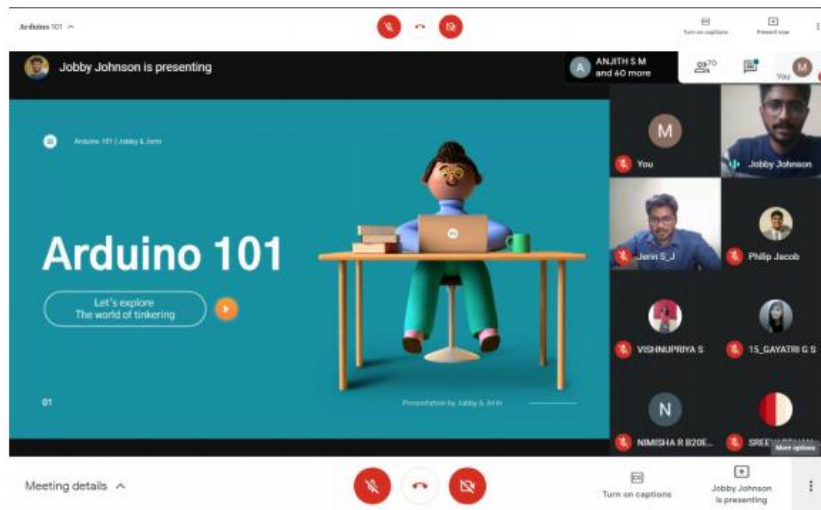 Arduino 101
Turn on captions
Present now
Jobby Johnson is presenting
A
ANJITH S M
and 60 more
70
You
M
Arduino 101 | Jobby & Jerin
Arduino 101
Let's explore
The world of tinkering
01
Presentation by Jobby & Jerin
M
You
Jobby Johnson
Jerin S_J
Philip Jacob
VISHNUPRIYA S
15_GAYATRI G S
N
NIMISHA R B20E...
More options
Meeting details
Turn on captions
Jobby Johnson
is presenting